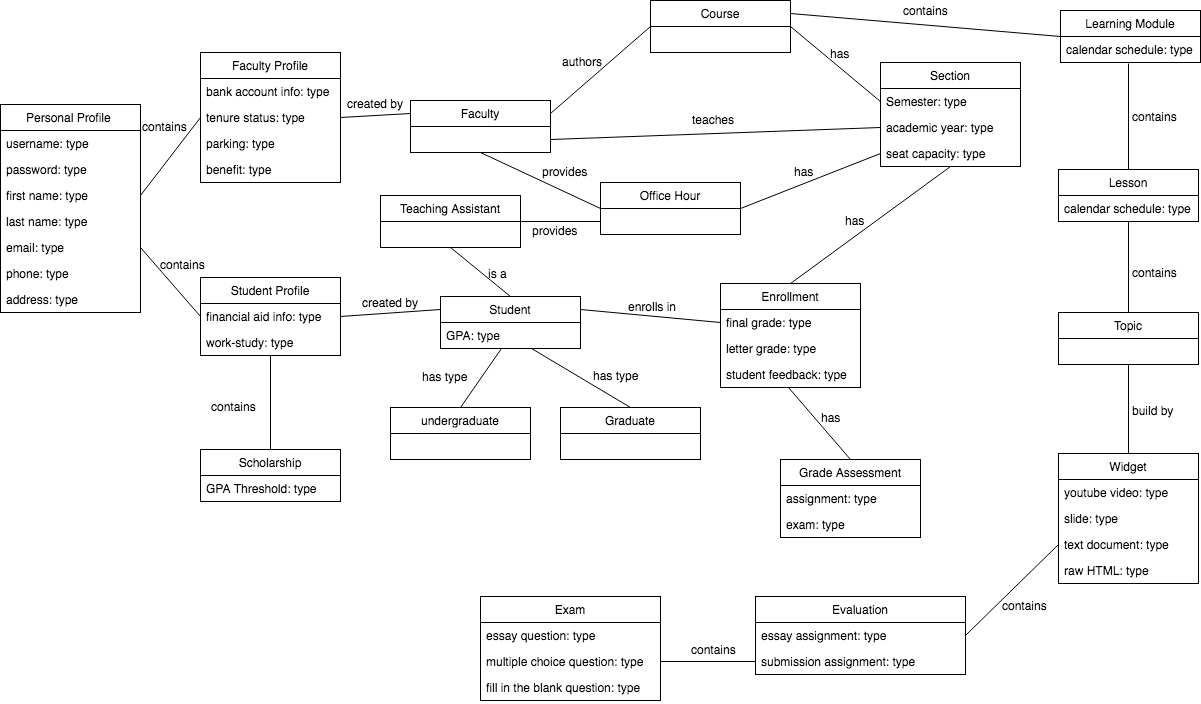 Course
contains
Learning Module
calendar schedule: type
authors
has
Faculty Profile
bank account info: type
tenure status: type
parking: type
benefit: type
created by
Faculty
teaches
Section
Semester: type
academic year: type
seat capacity: type
contains
Personal Profile
username: type
password: type
first name: type
last name: type
email: type
phone: type
address: type
contains
provides
has
Office Hour
Teaching Assistant
provides
Lesson
calendar schedule: type
has
contains
is a
contains
Student Profile
financial aid info: type
work-study: type
created by
Student
GPA: type
enrolls in
Enrollment
final grade: type
letter grade: type
student feedback: type
Topic
has type
has type
contains
undergraduate
Graduate
has
build by
Scholarship
GPA Threshold: type
Grade Assessment
assignment: type
exam: type
Widget
youtube video: type
slide: type
text document: type
raw HTML: type
contains
Exam
essay question: type
multiple choice question: type
fill in the blank question: type
contains
Evaluation
essay assignment: type
submission assignment: type